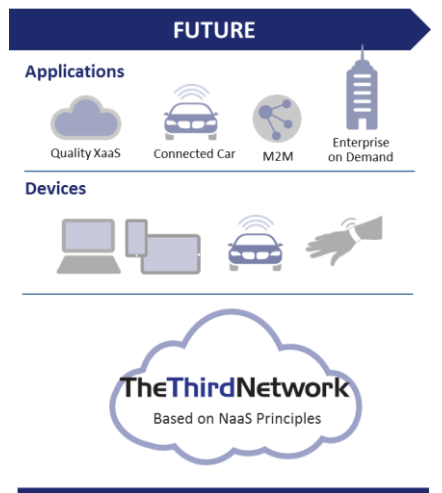 FUTURE
Applications
Quality XaaS
Connected Car
M2M
Enterprise
on Demand
Devices
TheThirdNetwork
Based on NaaS Principles